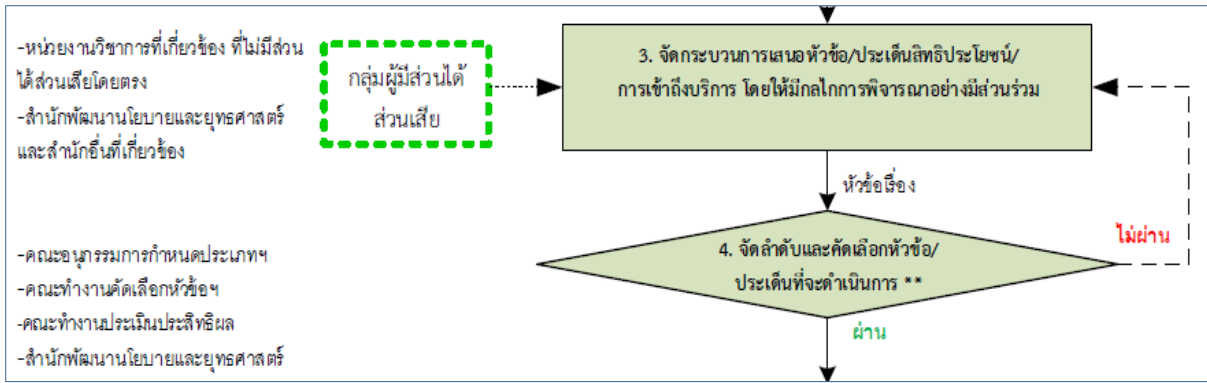 -หน่วยงานวิชาการที่เกี่ยวข้อง ที่ไม่มีส่วน
ได้ส่วนเสียโดยตรง
-สำนักพัฒนานโยบายและยุทธศาสตร์
และสำนักอื่นที่เกี่ยวข้อง
กลุ่มผู้มีส่วนได้
ส่วนเสีย
3. จัดกระบวนการเสนอหัวข้อ/ประเด็นสิทธิประโยชน์/
การเข้าถึงบริการ โดยให้มีกลไกการพิจารณาอย่างมีส่วนร่วม
หัวข้อเรื่อง
ไม่ผ่าน
-คณะอนุกรรมการกำหนดประเภทฯ
-คณะทำงานคัดเลือกหัวข้อฯ
-คณะทำงานประเมินประสิทธิผล
-สำนักพัฒนานโยบายและยุทธศาสตร์
4. จัดลำดับและคัดเลือกหัวข้อ/
ประเด็นที่จะดำเนินการ **
ผ่าน